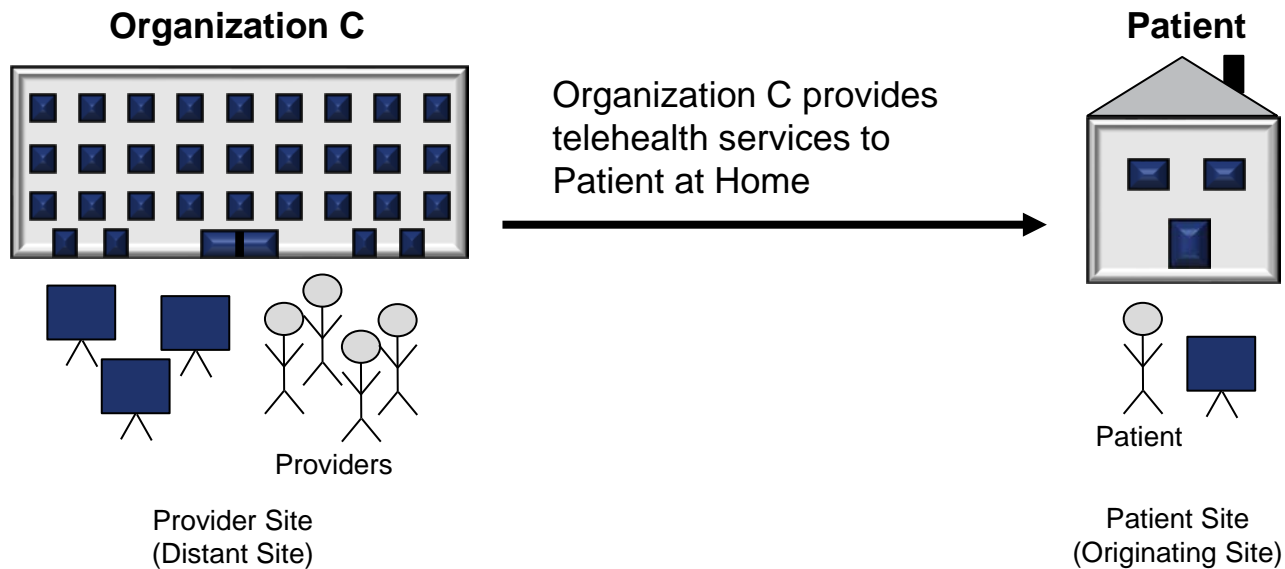 Organization C
Patient
Organization C provides
telehealth services to
Patient at Home
Providers
Patient
Provider Site
(Distant Site)
Patient Site
(Originating Site)